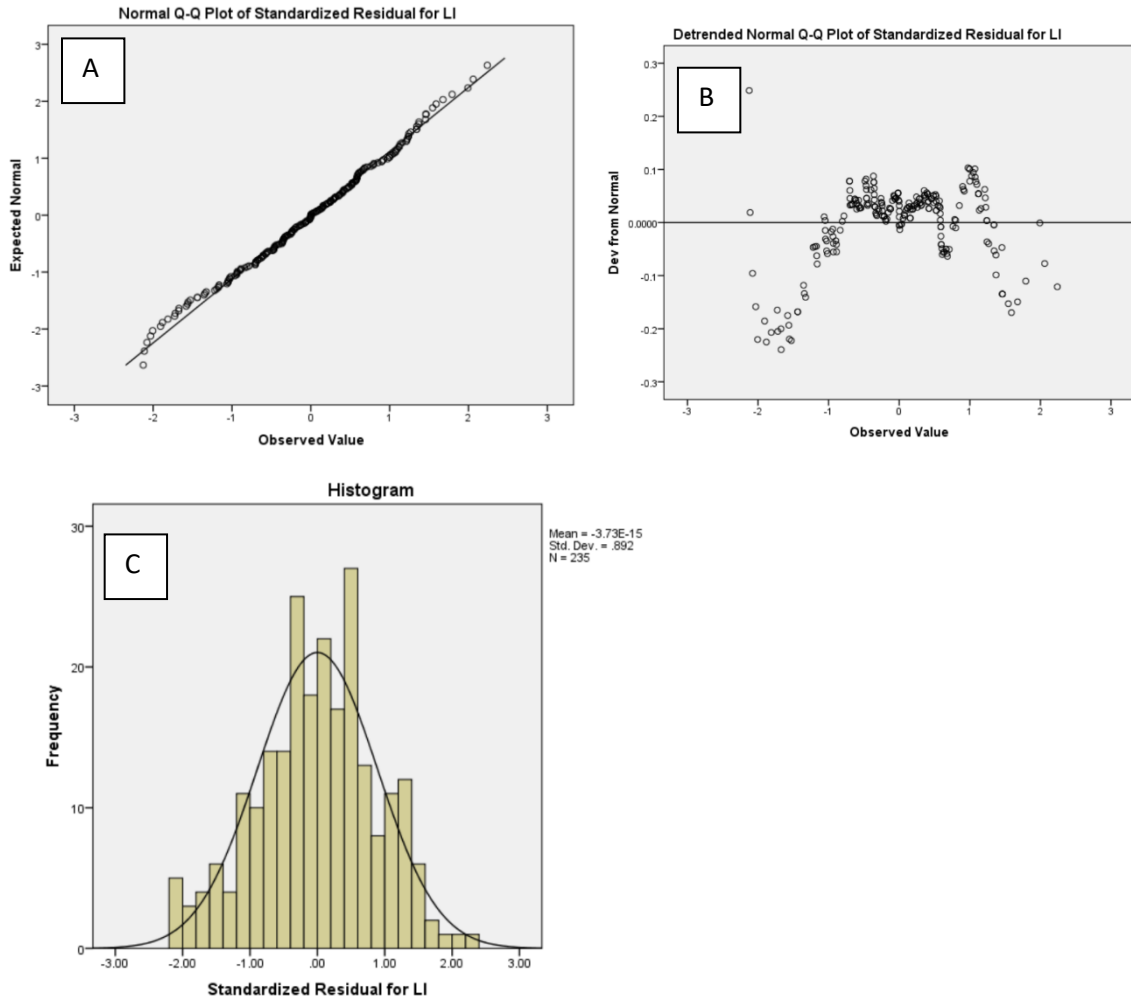 Normal Q-Q Plot of Standardized Residual for LI
A
3
2
1
0
-1
-2
-3
Expected Normal
-3 -2 -1 0 1 2 3
Observed Value
Detrended Normal Q-Q Plot of Standardized Residual for LI
B
0.3
0.2
0.1
0.0000
-0.1
-0.2
-0.3
Dev from Normal
-3 -2 -1 0 1 2 3
Observed Value
Histogram
C
30
20
10
0
Frequency
-3.00 -2.00 -1.00 .00 1.00 2.00 3.00
Standardized Residual for LI
Mean = -3.73E-15
Std. Dev. = .892
N = 235